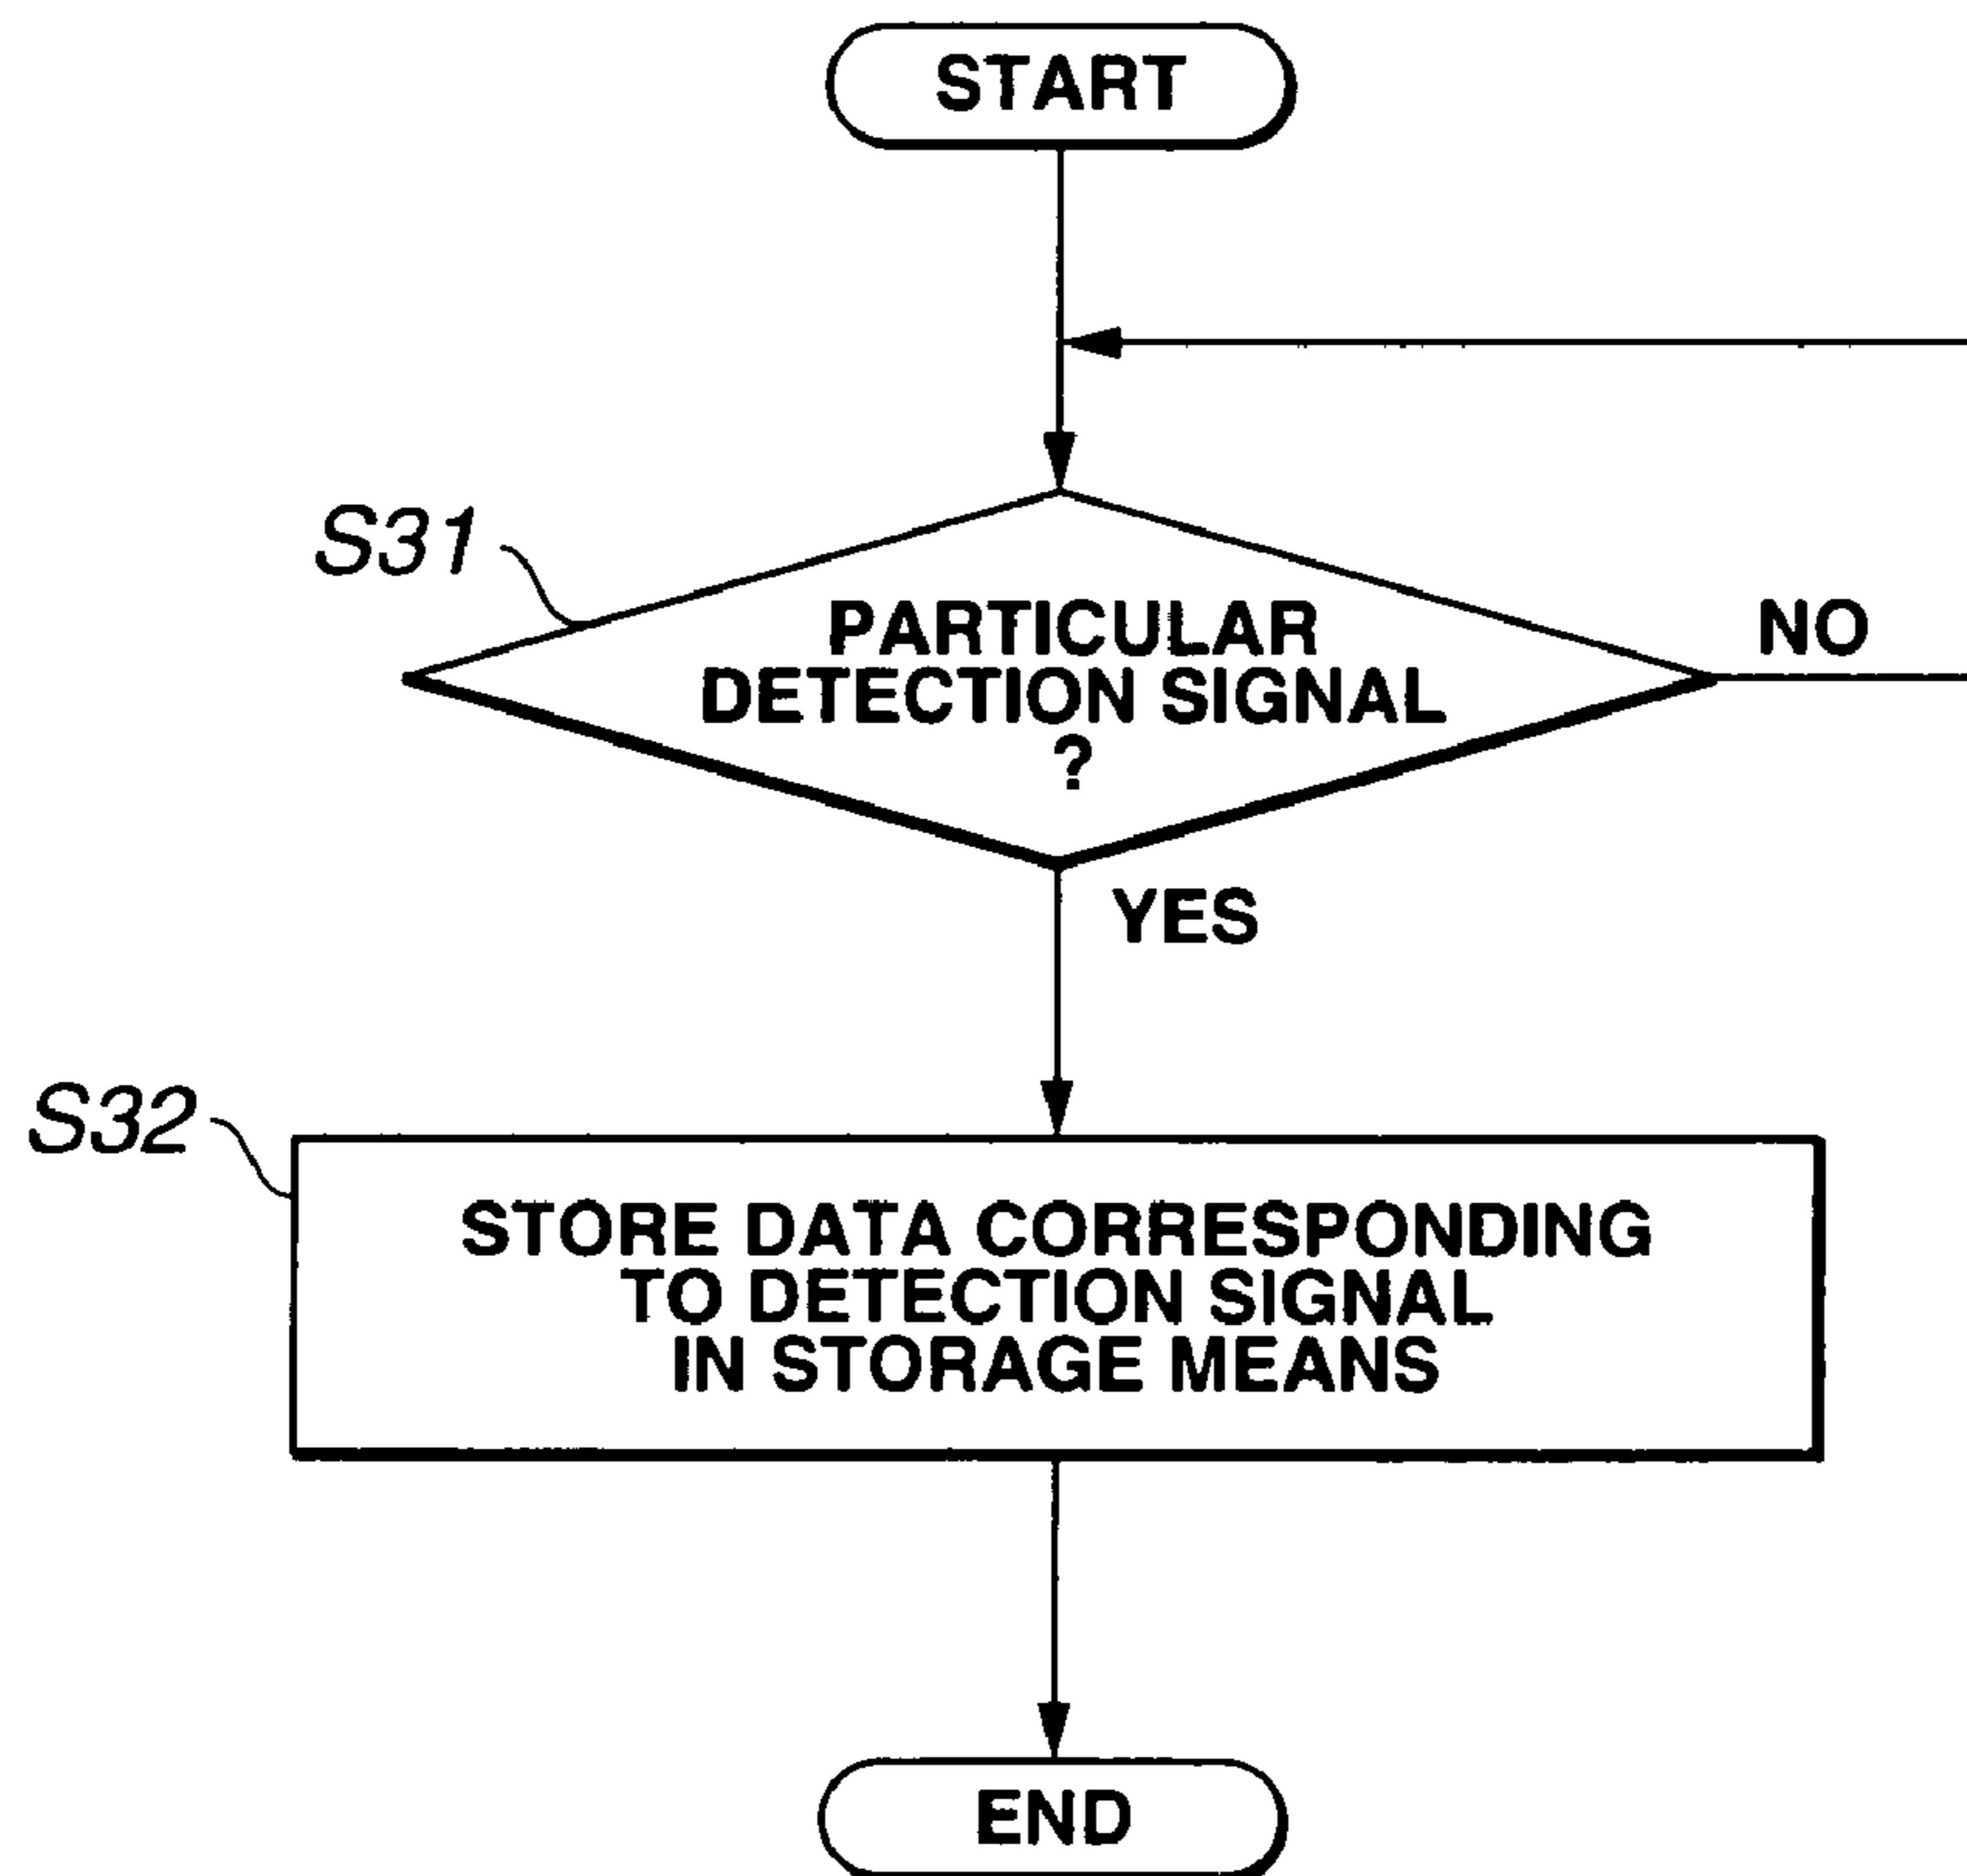 START
S31
PARTICULAR
DETECTION SIGNAL
?
NO
YES
S32
STORE DATA CORRESPONDING
TO DETECTION SIGNAL
IN STORAGE MEANS
END